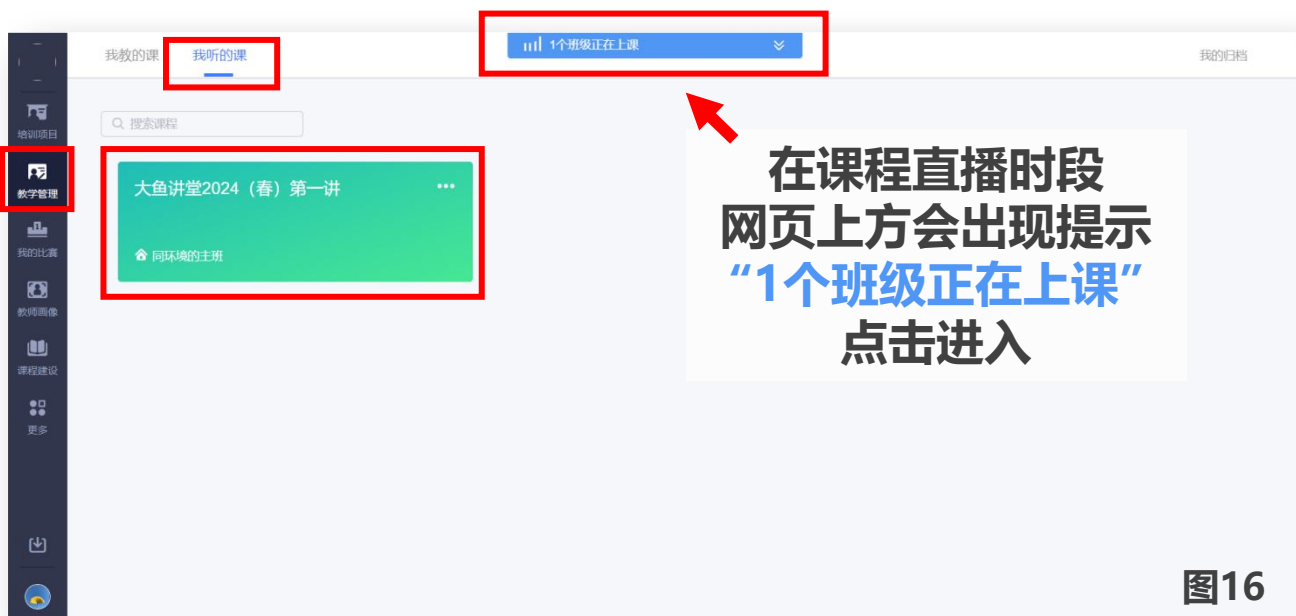 我教的课
我听的课
1个班级正在上课
我的归档
培训项目
教学管理
我的比赛
教师画像
课程建设
更多
搜索课程
大鱼讲堂2024（春）第一讲
同环境的主班
在课程直播时段
网页上方会出现提示
“1个班级正在上课”
点击进入
图16